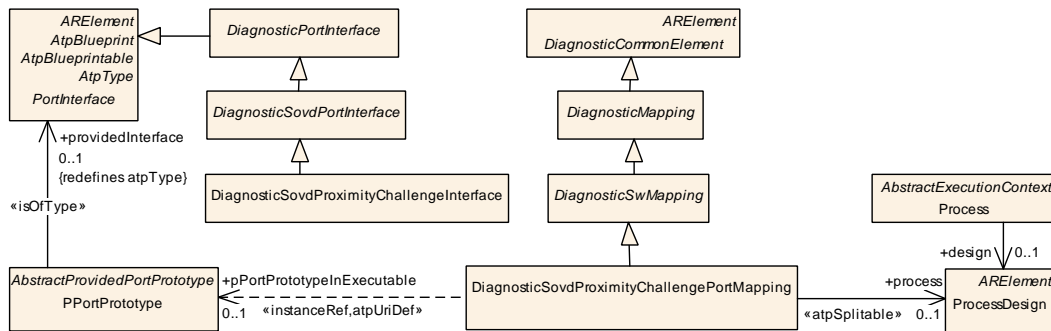 ARElement
AtpBlueprint
AtpBlueprintable
AtpType
PortInterface
DiagnosticPortInterface
ARElement
DiagnosticCommonElement
DiagnosticSovdPortInterface
DiagnosticMapping
+providedInterface
0..1
{redefines atpType}
«isOfType»
DiagnosticSovdProximityChallengeInterface
DiagnosticSwMapping
AbstractExecutionContext
Process
+design
0..1
AbstractProvidedPortPrototype
PPortPrototype
+pPortPrototypeInExecutable
0..1
«instanceRef,atpUriDef»
DiagnosticSovdProximityChallengePortMapping
+process
«atpSplitable»
0..1
ARElement
ProcessDesign